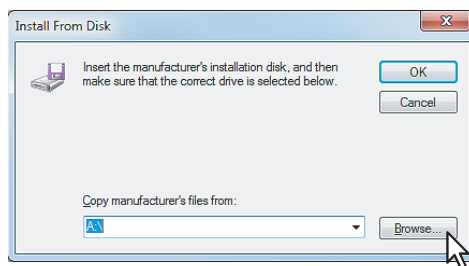 Install From Disk
Insert the manufacturer's installation disk, and then
make sure that the correct drive is selected below.
OK
Cancel
Copy manufacturer's files from:
A:\
Browse...